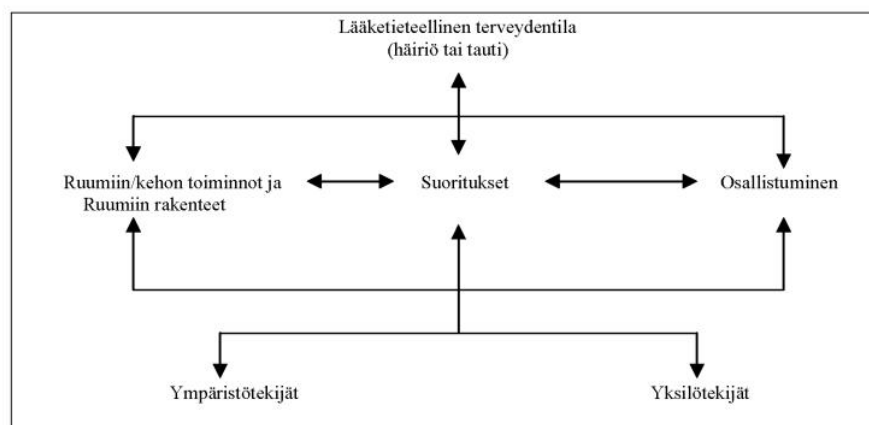 Lääketieteellinen terveydentila
(häiriö tai tauti)
Ruumiin/kehon toiminnot ja
Ruumiin rakenteet
Suoritukset
Osallistuminen
Ympäristötekijät
Yksilötekijät